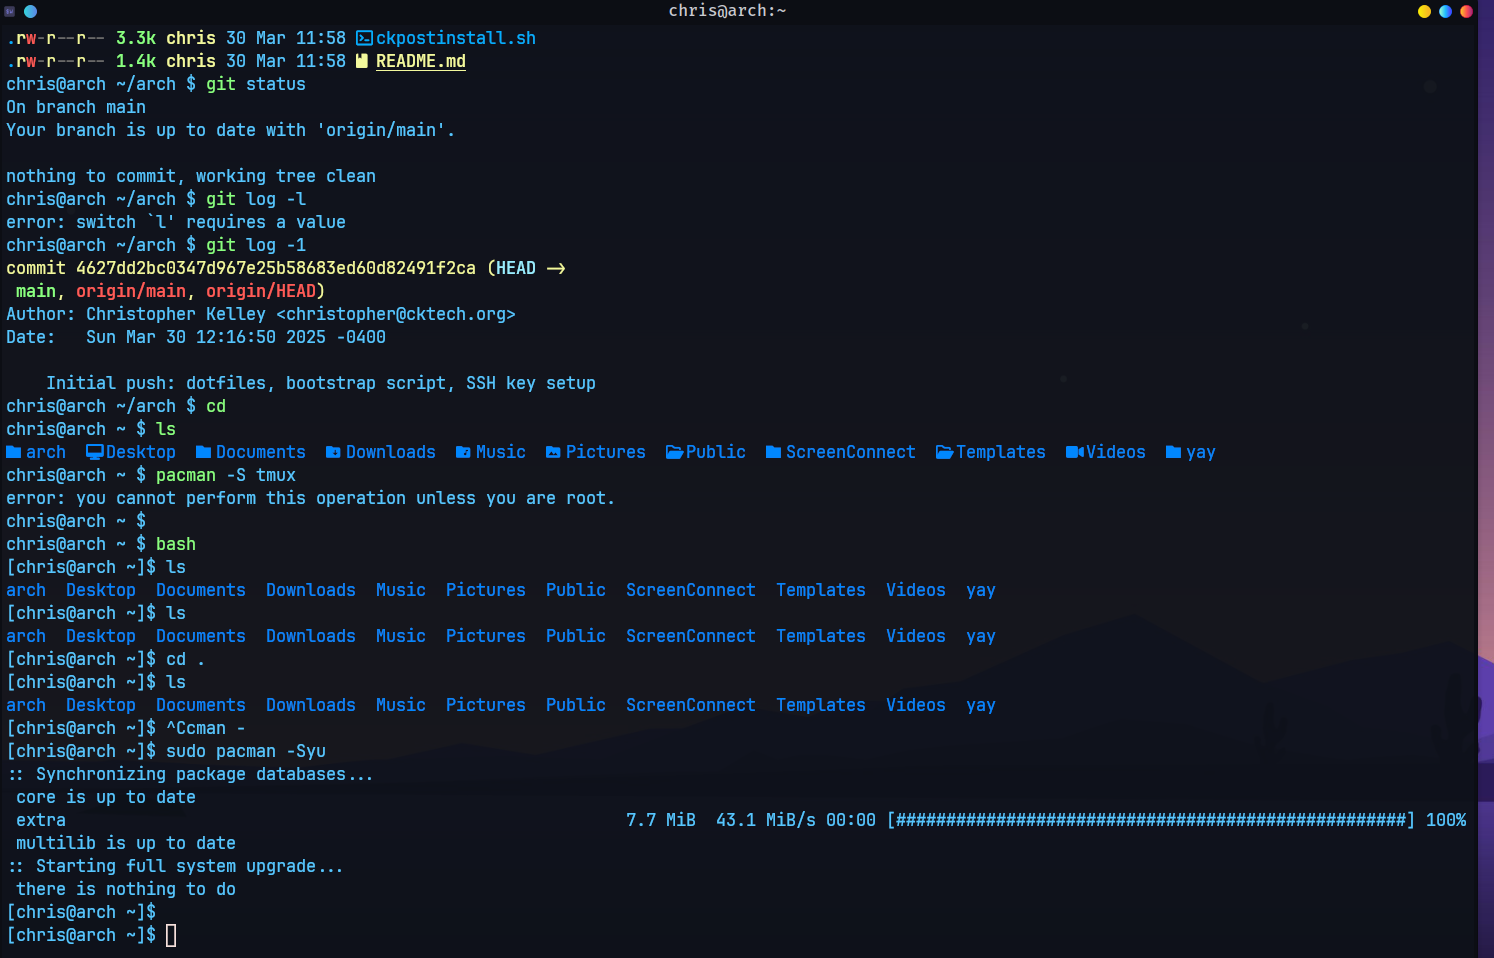 chris@arch:~
.rw-r--r-- 3.3k chris 30 Mar 11:58 ckpostinstall.sh
.rw-r--r-- 1.4k chris 30 Mar 11:58 README.md
chris@arch ~/arch $ git status
On branch main
Your branch is up to date with 'origin/main'.
nothing to commit, working tree clean
chris@arch ~/arch $ git log -l
error: switch `l' requires a value
chris@arch ~/arch $ git log -1
commit 4627dd2bc0347d967e25b58683ed60d82491f2ca (HEAD ->
 main, origin/main, origin/HEAD)
Author: Christopher Kelley <christopher@cktech.org>
Date:   Sun Mar 30 12:16:50 2025 -0400
    Initial push: dotfiles, bootstrap script, SSH key setup
chris@arch ~/arch $ cd
chris@arch ~ $ ls
arch  Desktop  Documents  Downloads  Music  Pictures  Public  ScreenConnect  Templates  Videos  yay
chris@arch ~ $ pacman -S tmux
error: you cannot perform this operation unless you are root.
chris@arch ~ $
chris@arch ~ $ bash
[chris@arch ~]$ ls
arch  Desktop  Documents  Downloads  Music  Pictures  Public  ScreenConnect  Templates  Videos  yay
[chris@arch ~]$ ls
arch  Desktop  Documents  Downloads  Music  Pictures  Public  ScreenConnect  Templates  Videos  yay
[chris@arch ~]$ cd .
[chris@arch ~]$ ls
arch  Desktop  Documents  Downloads  Music  Pictures  Public  ScreenConnect  Templates  Videos  yay
[chris@arch ~]$ ^Ccman -
[chris@arch ~]$ sudo pacman -Syu
:: Synchronizing package databases...
 core is up to date
 extra 7.7 MiB  43.1 MiB/s 00:00 [###################################################] 100%
 multilib is up to date
:: Starting full system upgrade...
 there is nothing to do
[chris@arch ~]$
[chris@arch ~]$